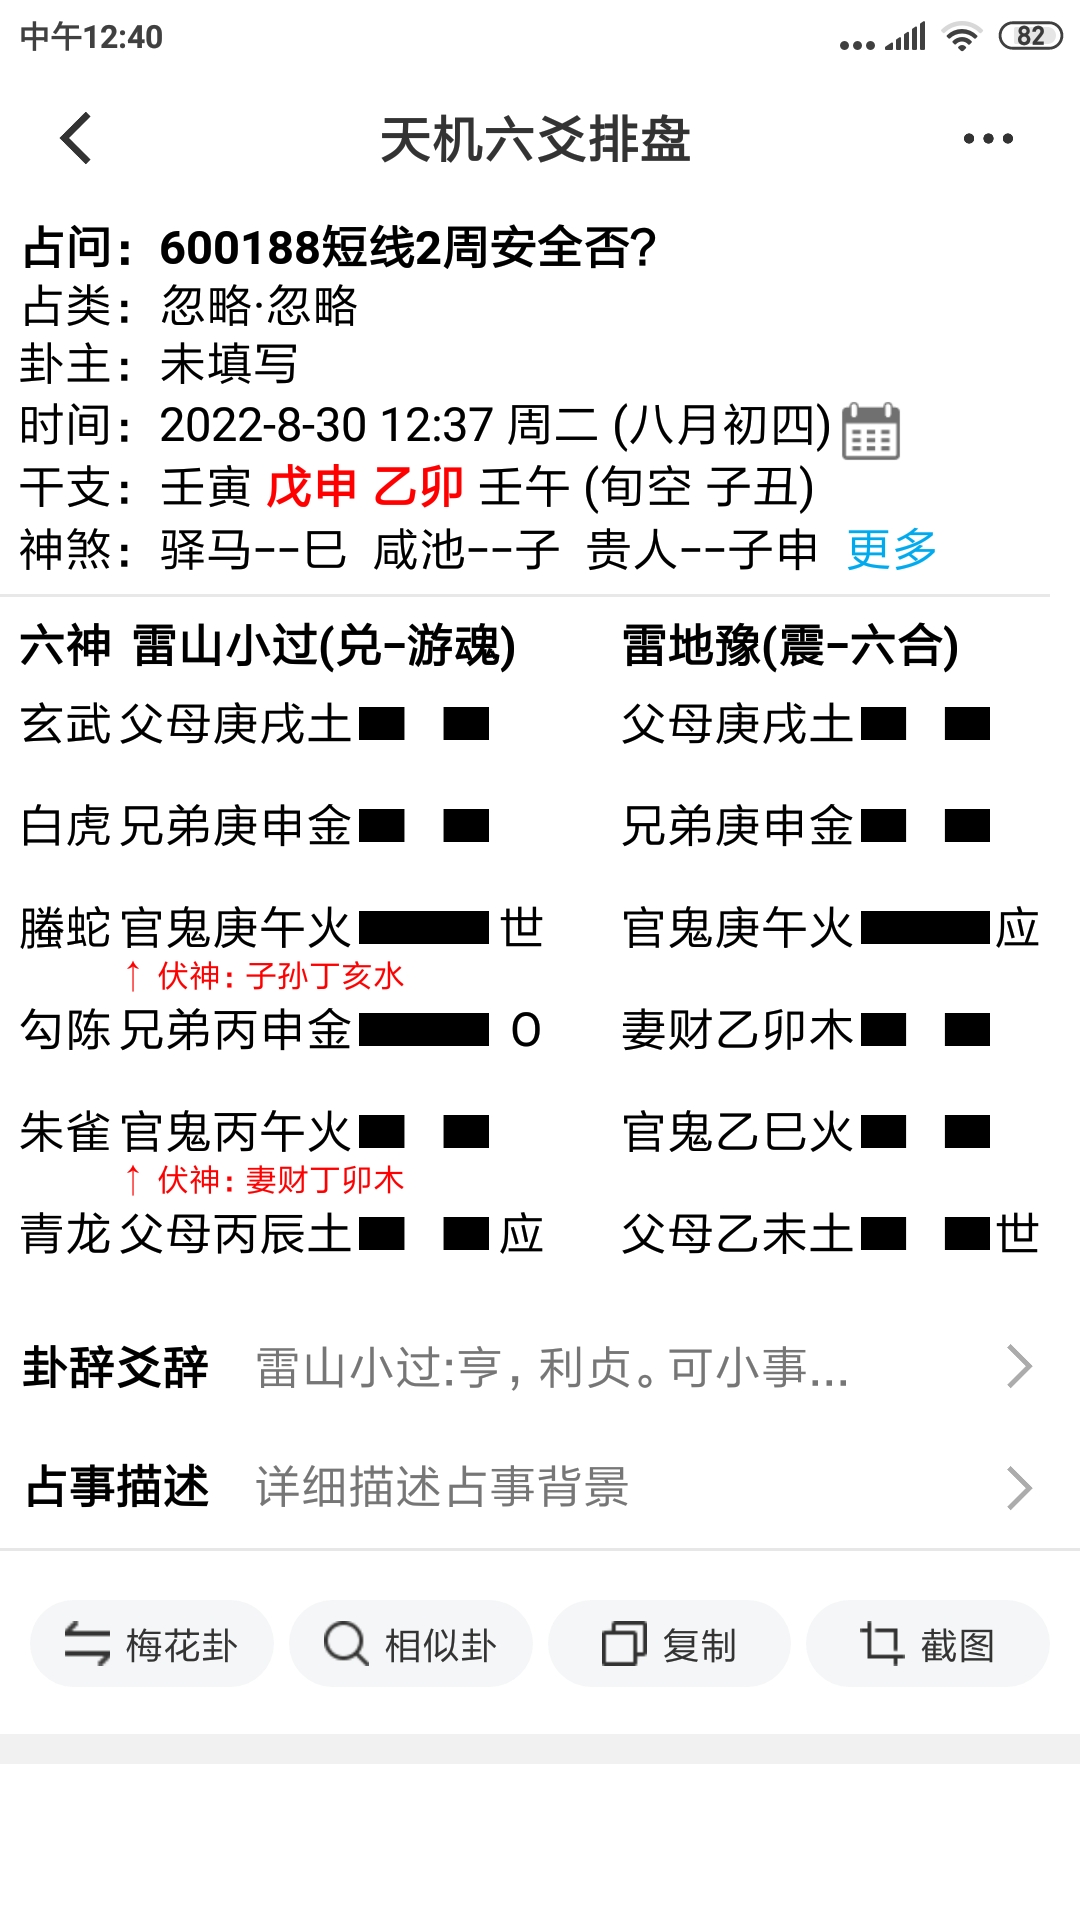 中午12:40
82
天机六爻排盘
占问：600188短线2周安全否？
占类：忽略·忽略
卦主：未填写
时间：2022-8-30 12:37 周二 (八月初四)
干支：壬寅 戊申 乙卯 壬午 (旬空 子丑)
神煞：驿马--巳 咸池--子 贵人--子申 更多
六神 雷山小过(兑-游魂) 雷地豫(震-六合)
玄武 父母庚戌土 父母庚戌土
白虎 兄弟庚申金 兄弟庚申金
螣蛇 官鬼庚午火 世 官鬼庚午火 应
↑ 伏神：子孙丁亥水
勾陈 兄弟丙申金 O 妻财乙卯木
朱雀 官鬼丙午火 官鬼乙巳火
↑ 伏神：妻财丁卯木
青龙 父母丙辰土 应 父母乙未土 世
卦辞爻辞 雷山小过:亨，利贞。可小事...
占事描述 详细描述占事背景
梅花卦 相似卦 复制 截图